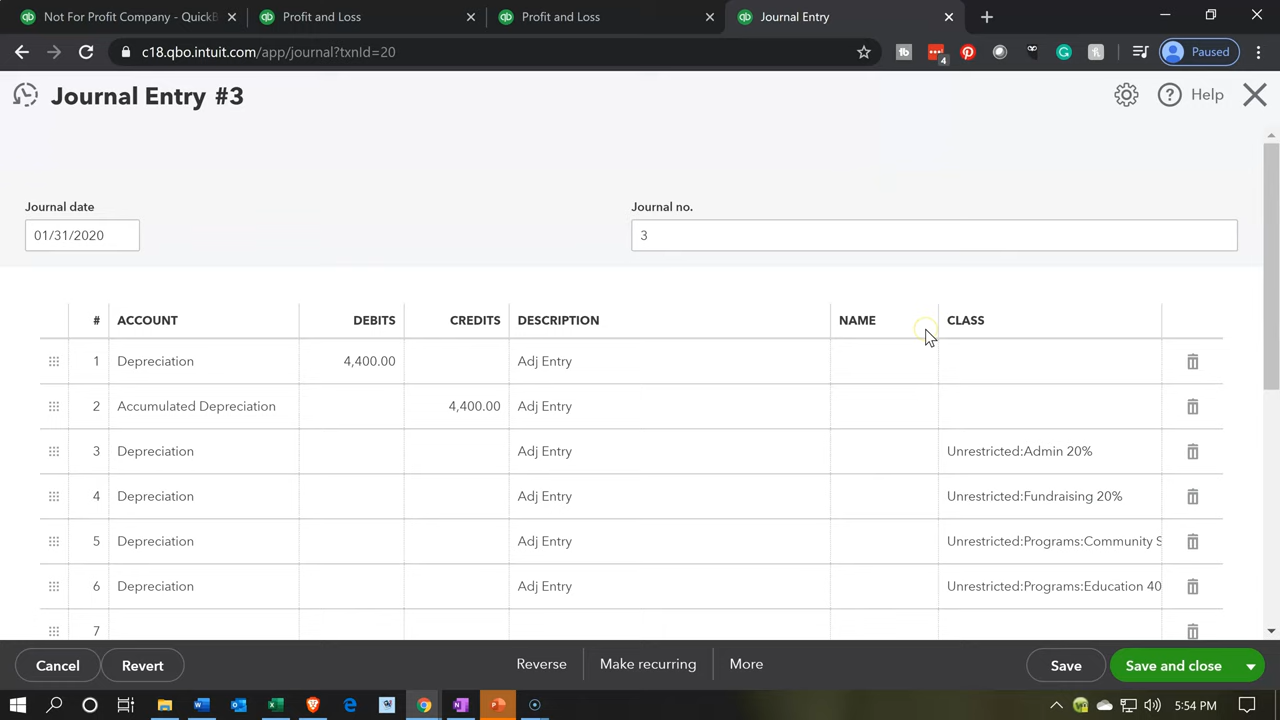 Not For Profit Company - QuickB
Profit and Loss
Profit and Loss
Journal Entry
c18.qbo.intuit.com/app/journal?txnId=20
4
Paused
Journal Entry #3
Help
Journal date
Journal no.
01/31/2020
3
# ACCOUNT DEBITS CREDITS DESCRIPTION NAME CLASS
1 Depreciation 4,400.00 Adj Entry
2 Accumulated Depreciation 4,400.00 Adj Entry
3 Depreciation Adj Entry Unrestricted:Admin 20%
4 Depreciation Adj Entry Unrestricted:Fundraising 20%
5 Depreciation Adj Entry Unrestricted:Programs:Community S
6 Depreciation Adj Entry Unrestricted:Programs:Education 40
7
Cancel Revert Reverse Make recurring More Save Save and close
5:54 PM